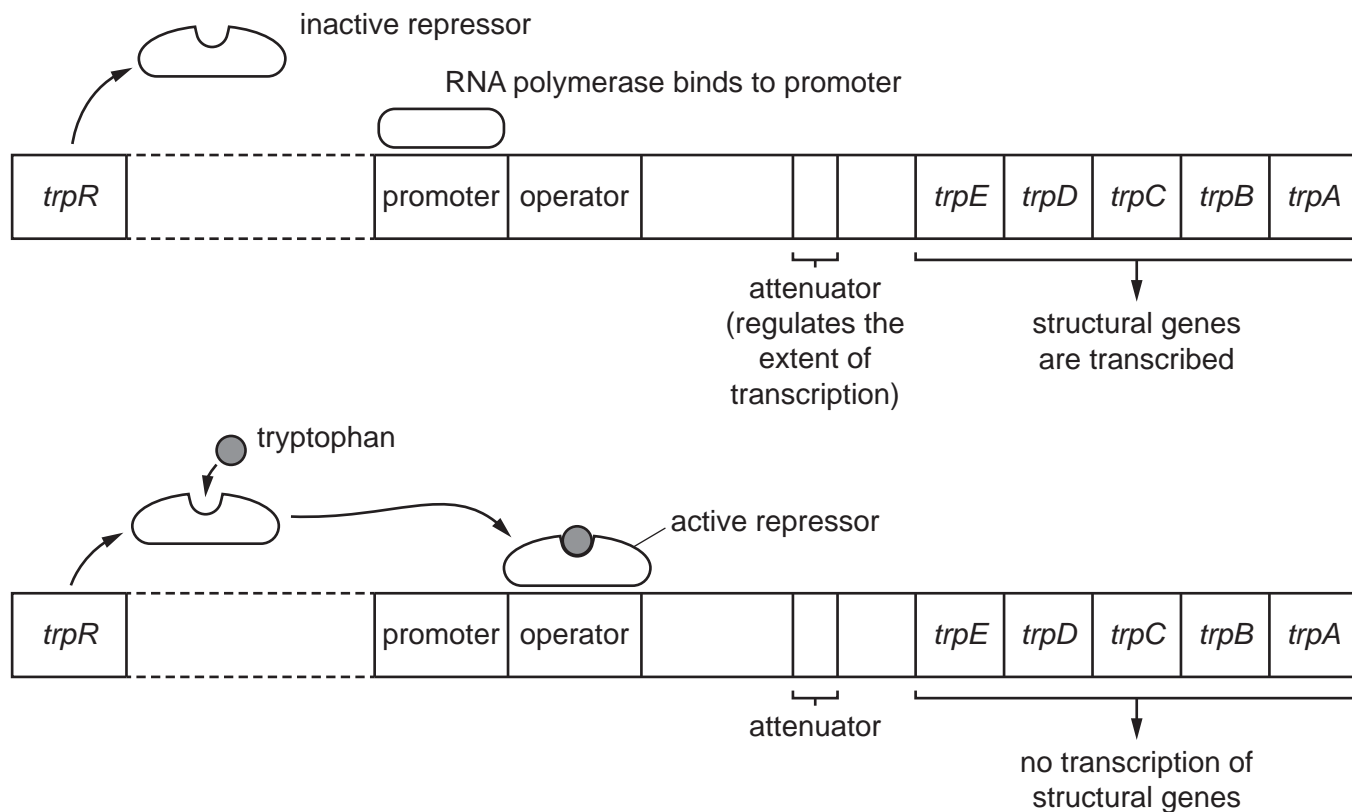 inactive repressor
RNA polymerase binds to promoter
trpR promoter operator trpE trpD trpC trpB trpA
attenuator
(regulates the
extent of
transcription)
structural genes
are transcribed
tryptophan
active repressor
trpR promoter operator trpE trpD trpC trpB trpA
attenuator
no transcription of
structural genes